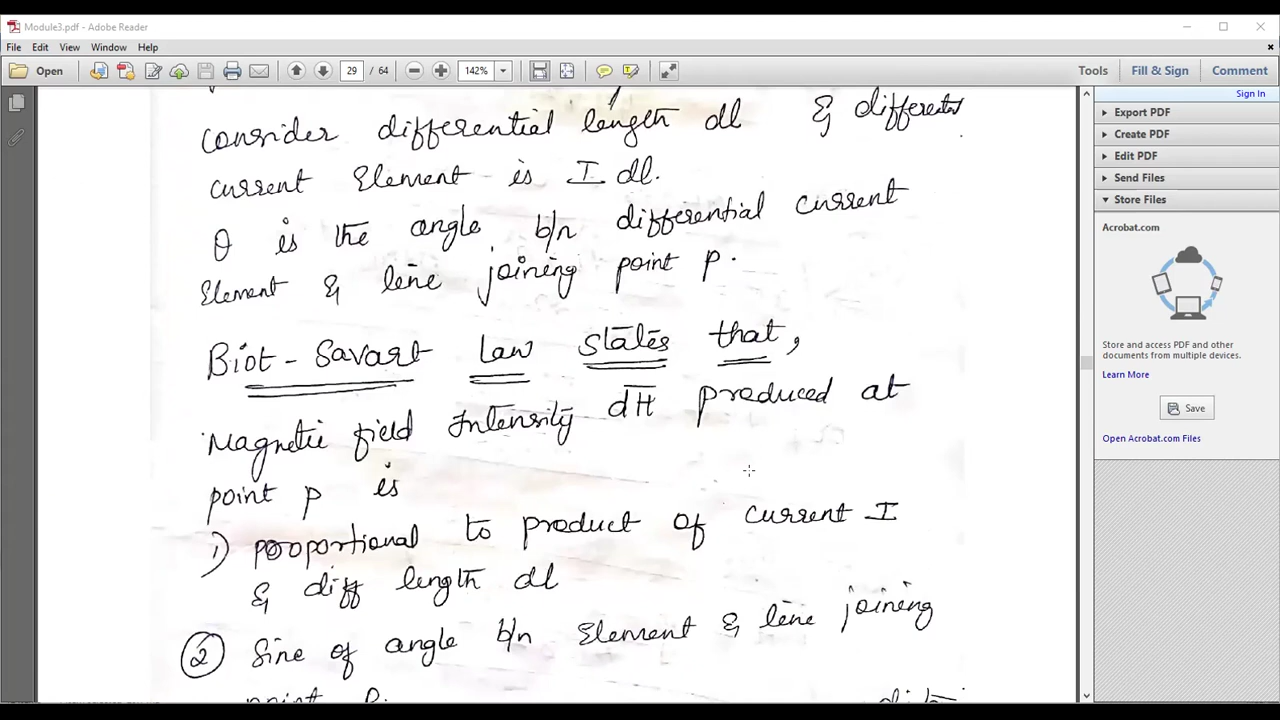 Module3.pdf - Adobe Reader
File Edit View Window Help
Open 29 / 64 142% Tools Fill & Sign Comment
Sign In
Export PDF
Create PDF
Edit PDF
Send Files
Store Files
Acrobat.com
Store and access PDF and other
documents from multiple devices.
Learn More
Save
Open Acrobat.com Files
consider differential length dl &
current Element is I dl.
θ is the angle b/n differential current
Element & line joining point p.
Biot - Savart Law states that,
Magnetic field Intensity dH̅ produced at
point p is
1) proportional to product of current I
& diff length dl
2 Sine of angle b/n Element & line joining
point P.